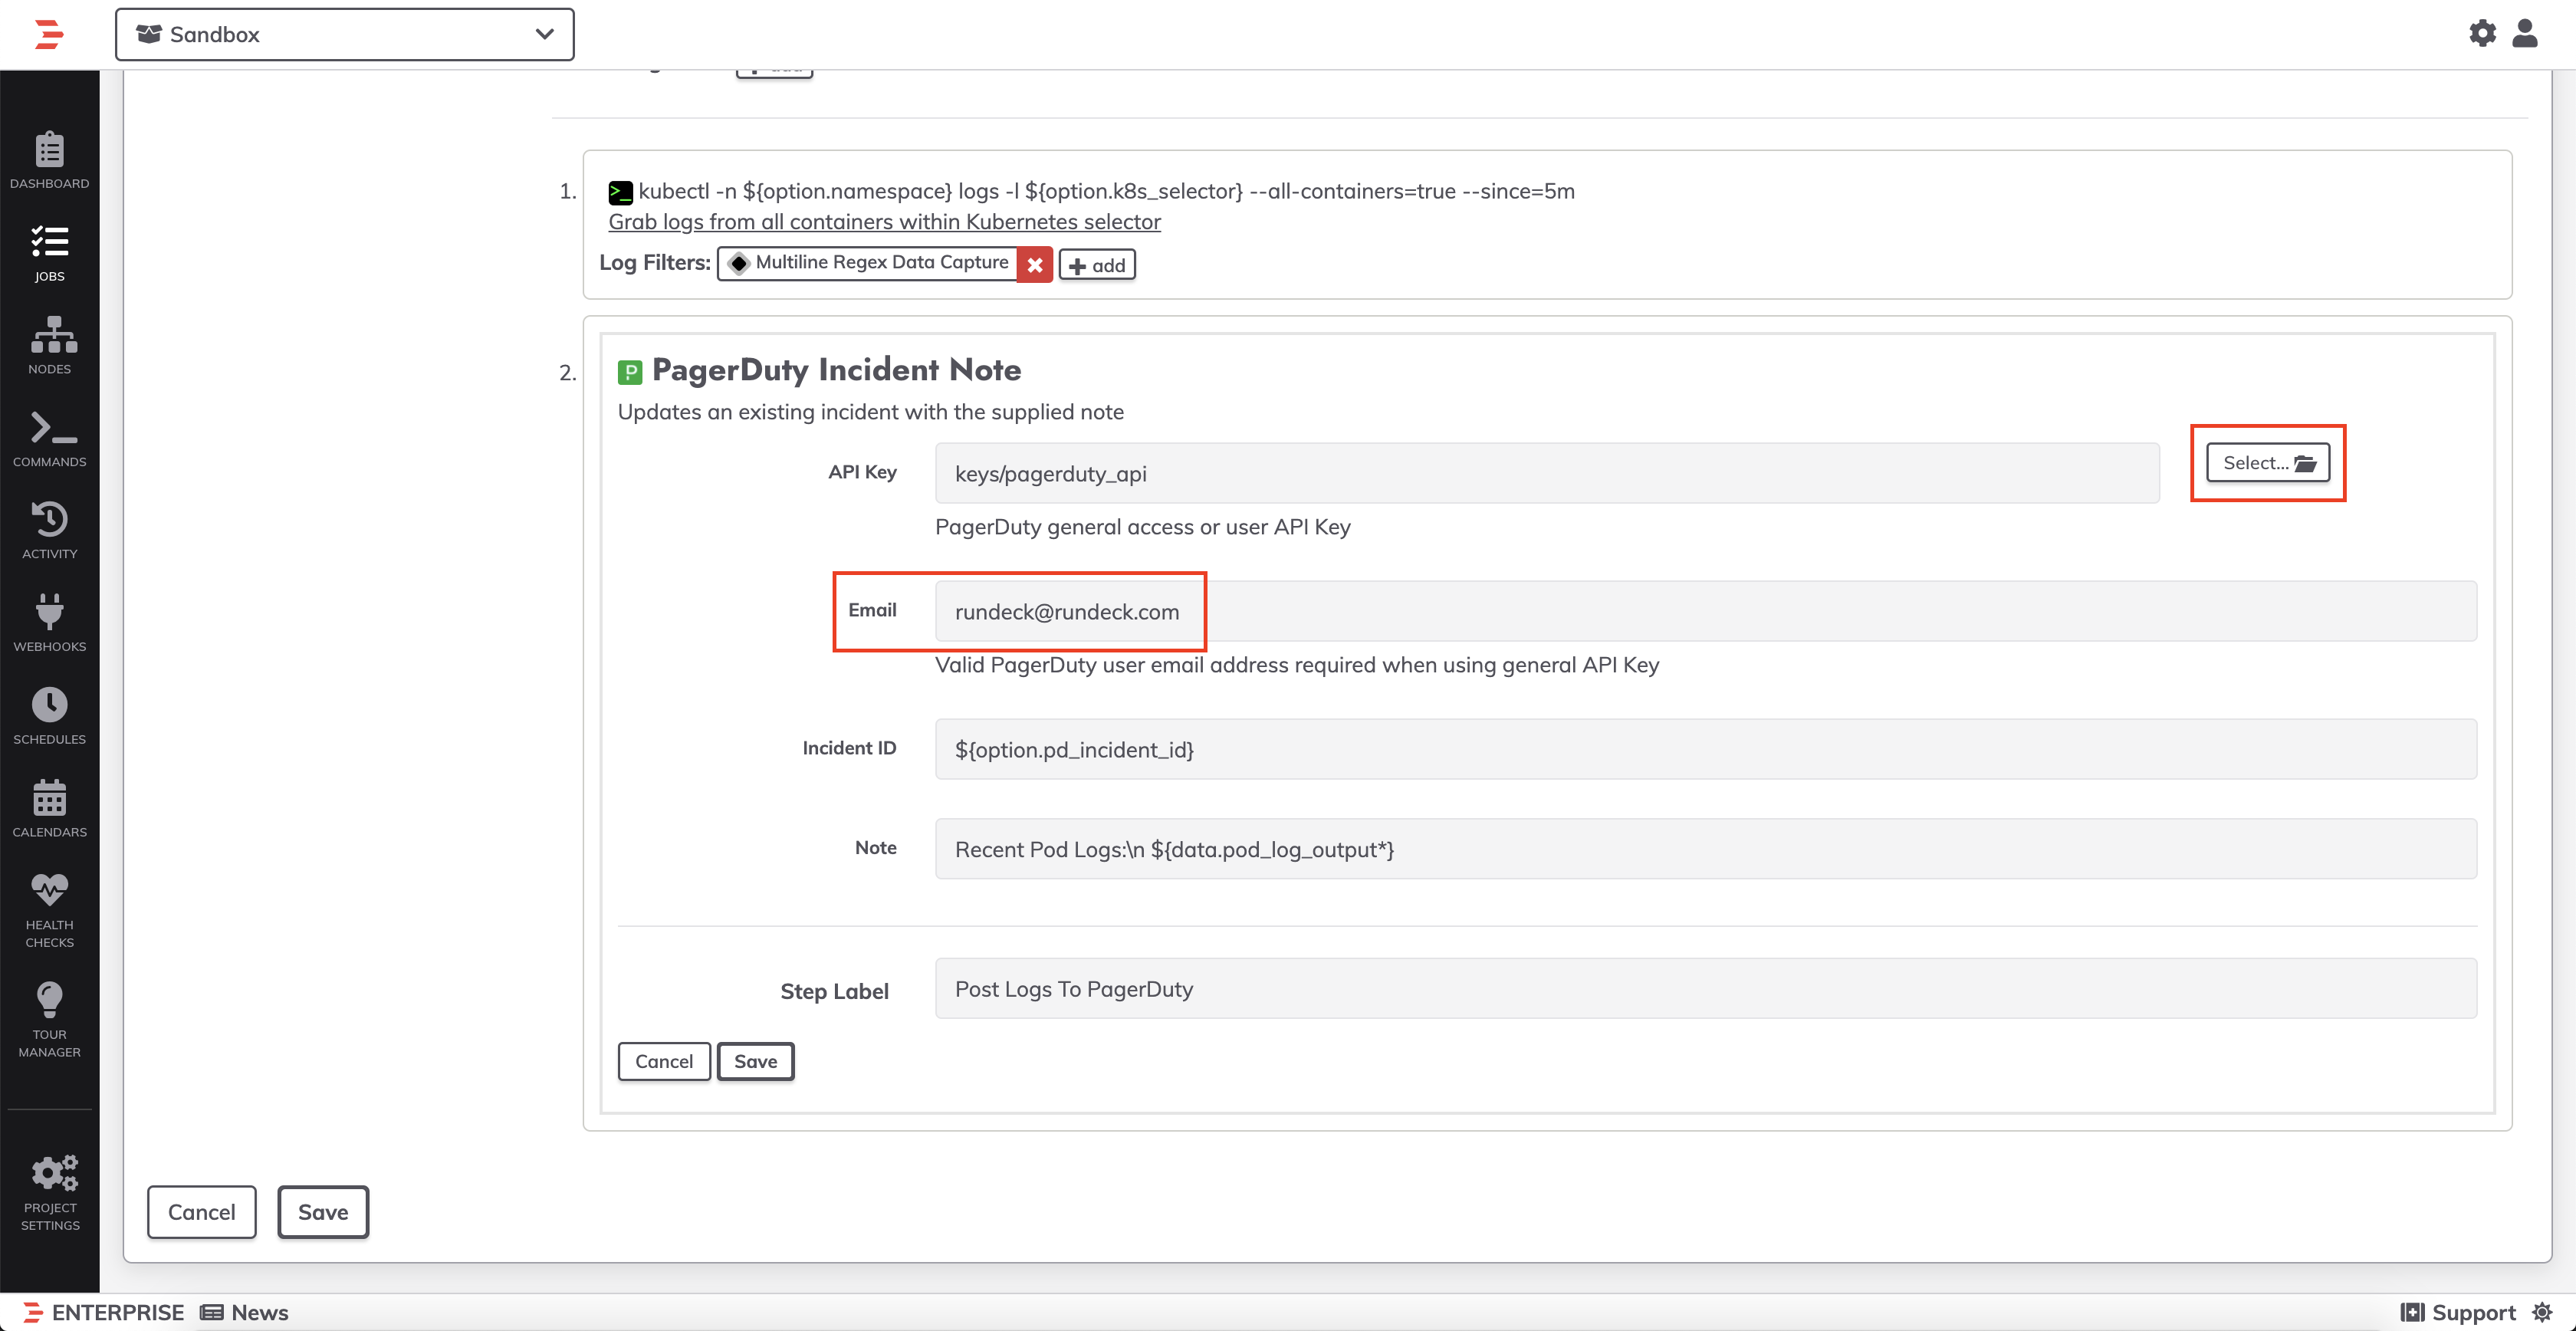 Sandbox
DASHBOARD
JOBS
NODES
COMMANDS
ACTIVITY
WEBHOOKS
SCHEDULES
CALENDARS
HEALTH
CHECKS
TOUR
MANAGER
PROJECT
SETTINGS
1. >_ kubectl -n ${option.namespace} logs -l ${option.k8s_selector} --all-containers=true --since=5m
Grab logs from all containers within Kubernetes selector
Log Filters: Multiline Regex Data Capture add
2. P PagerDuty Incident Note
Updates an existing incident with the supplied note
API Key keys/pagerduty_api Select...
PagerDuty general access or user API Key
Email rundeck@rundeck.com
Valid PagerDuty user email address required when using general API Key
Incident ID ${option.pd_incident_id}
Note Recent Pod Logs:\n ${data.pod_log_output*}
Step Label Post Logs To PagerDuty
Cancel Save
Cancel Save
ENTERPRISE News Support